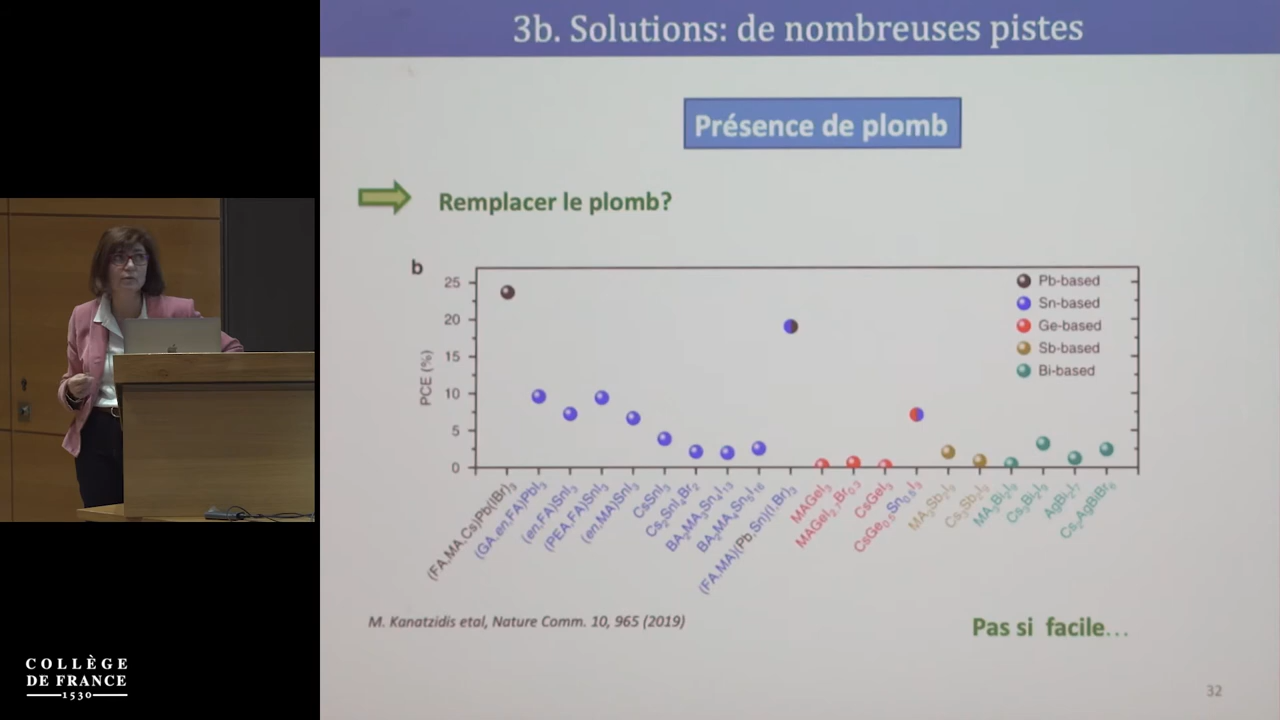 3b. Solutions: de nombreuses pistes
Présence de plomb
Remplacer le plomb?
b
PCE (%)
25
20
15
10
5
0
Pb-based
Sn-based
Ge-based
Sb-based
Bi-based
(FA,MA,Cs)Pb(IBr)3
(GA,en,FA)PbI3
(en,FA)SnI3
(PEA,FA)SnI3
(en,MA)SnI3
CsSnI3
Cs2SnI4Br2
BA2MA3Sn4I13
BA2MA4Sn5I16
(FA,MA)(Pb,Sn)(I,Br)3
MAGeI3
MAGeI2.7Br0.3
CsGeI3
CsGe0.5Sn0.5I3
MA3Sb2I9
Cs3Sb2I9
MA3Bi2I9
Cs3Bi2I9
AgBi2I7
Cs2AgBiBr6
M. Kanatzidis etal, Nature Comm. 10, 965 (2019)
Pas si facile...
32
COLLÈGE
DE FRANCE
1530